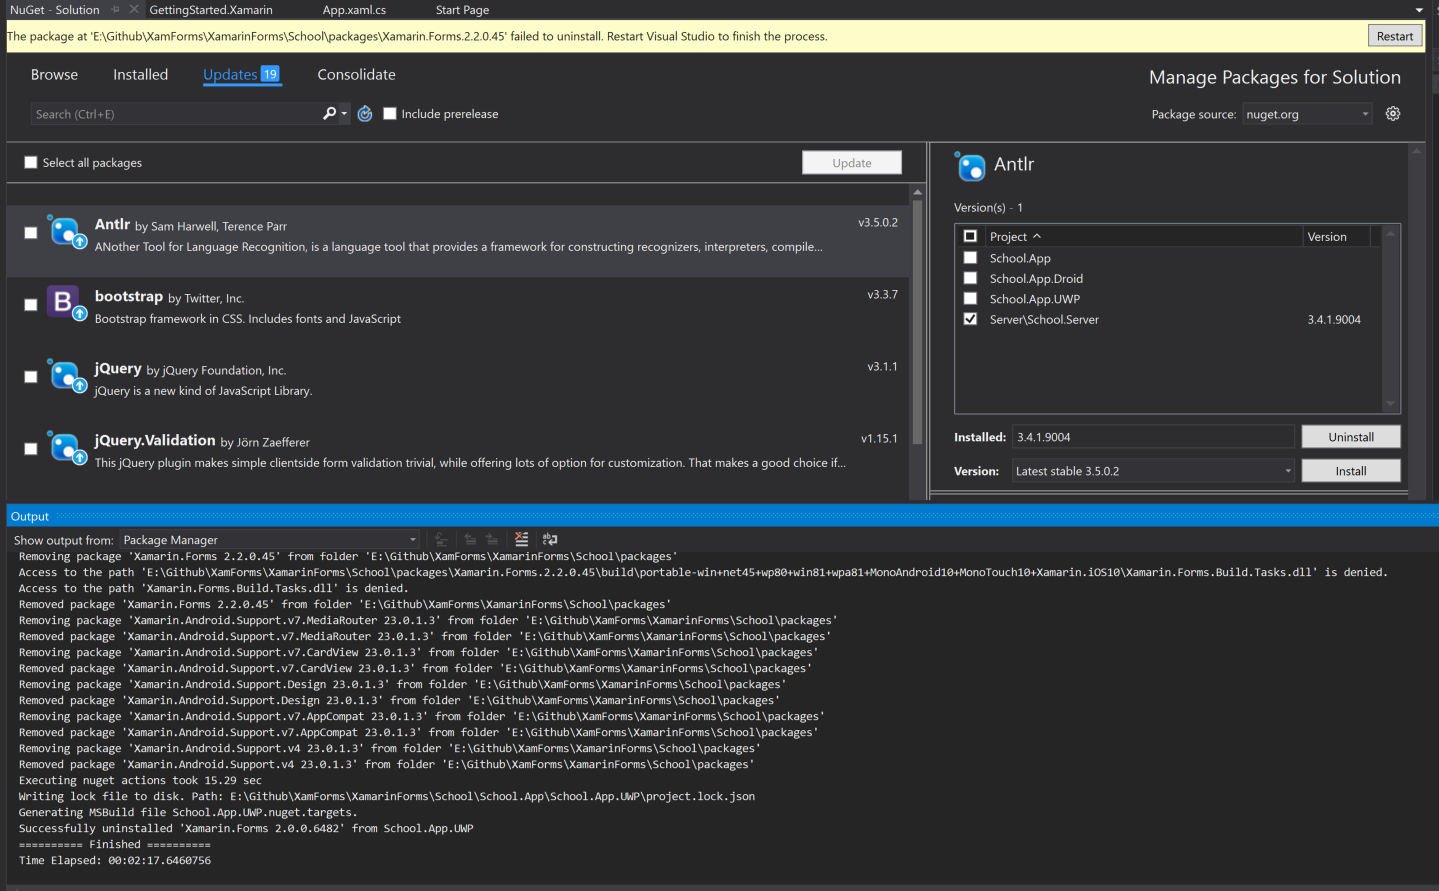 NuGet - Solution
GettingStarted.Xamarin
App.xaml.cs
Start Page
The package at 'E:\Github\XamForms\XamarinForms\School\packages\Xamarin.Forms.2.2.0.45' failed to uninstall. Restart Visual Studio to finish the process.
Restart
Browse
Installed
Updates 19
Consolidate
Manage Packages for Solution
Search (Ctrl+E)
Include prerelease
Package source: nuget.org
Select all packages
Update
Antlr by Sam Harwell, Terence Parr
v3.5.0.2
ANother Tool for Language Recognition, is a language tool that provides a framework for constructing recognizers, interpreters, compile...
bootstrap by Twitter, Inc.
v3.3.7
Bootstrap framework in CSS. Includes fonts and JavaScript
jQuery by jQuery Foundation, Inc.
v3.1.1
jQuery is a new kind of JavaScript Library.
jQuery.Validation by Jörn Zaefferer
v1.15.1
This jQuery plugin makes simple clientside form validation trivial, while offering lots of option for customization. That makes a good choice if...
Antlr
Version(s) - 1
Project
Version
School.App
School.App.Droid
School.App.UWP
Server\School.Server
3.4.1.9004
Installed: 3.4.1.9004
Uninstall
Version: Latest stable 3.5.0.2
Install
Output
Show output from: Package Manager
Removing package 'Xamarin.Forms 2.2.0.45' from folder 'E:\Github\XamForms\XamarinForms\School\packages'
Access to the path 'E:\Github\XamForms\XamarinForms\School\packages\Xamarin.Forms.2.2.0.45\build\portable-win+net45+wp80+win81+wpa81+MonoAndroid10+MonoTouch10+Xamarin.iOS10\Xamarin.Forms.Build.Tasks.dll' is denied.
Access to the path 'Xamarin.Forms.Build.Tasks.dll' is denied.
Removed package 'Xamarin.Forms 2.2.0.45' from folder 'E:\Github\XamForms\XamarinForms\School\packages'
Removing package 'Xamarin.Android.Support.v7.MediaRouter 23.0.1.3' from folder 'E:\Github\XamForms\XamarinForms\School\packages'
Removed package 'Xamarin.Android.Support.v7.MediaRouter 23.0.1.3' from folder 'E:\Github\XamForms\XamarinForms\School\packages'
Removing package 'Xamarin.Android.Support.v7.CardView 23.0.1.3' from folder 'E:\Github\XamForms\XamarinForms\School\packages'
Removed package 'Xamarin.Android.Support.v7.CardView 23.0.1.3' from folder 'E:\Github\XamForms\XamarinForms\School\packages'
Removing package 'Xamarin.Android.Support.Design 23.0.1.3' from folder 'E:\Github\XamForms\XamarinForms\School\packages'
Removed package 'Xamarin.Android.Support.Design 23.0.1.3' from folder 'E:\Github\XamForms\XamarinForms\School\packages'
Removing package 'Xamarin.Android.Support.v7.AppCompat 23.0.1.3' from folder 'E:\Github\XamForms\XamarinForms\School\packages'
Removed package 'Xamarin.Android.Support.v7.AppCompat 23.0.1.3' from folder 'E:\Github\XamForms\XamarinForms\School\packages'
Removing package 'Xamarin.Android.Support.v4 23.0.1.3' from folder 'E:\Github\XamForms\XamarinForms\School\packages'
Removed package 'Xamarin.Android.Support.v4 23.0.1.3' from folder 'E:\Github\XamForms\XamarinForms\School\packages'
Executing nuget actions took 15.29 sec
Writing lock file to disk. Path: E:\Github\XamForms\XamarinForms\School\School.App\School.App.UWP\project.lock.json
Generating MSBuild file School.App.UWP.nuget.targets.
Successfully uninstalled 'Xamarin.Forms 2.0.0.6482' from School.App.UWP
========== Finished ==========
Time Elapsed: 00:02:17.6460756